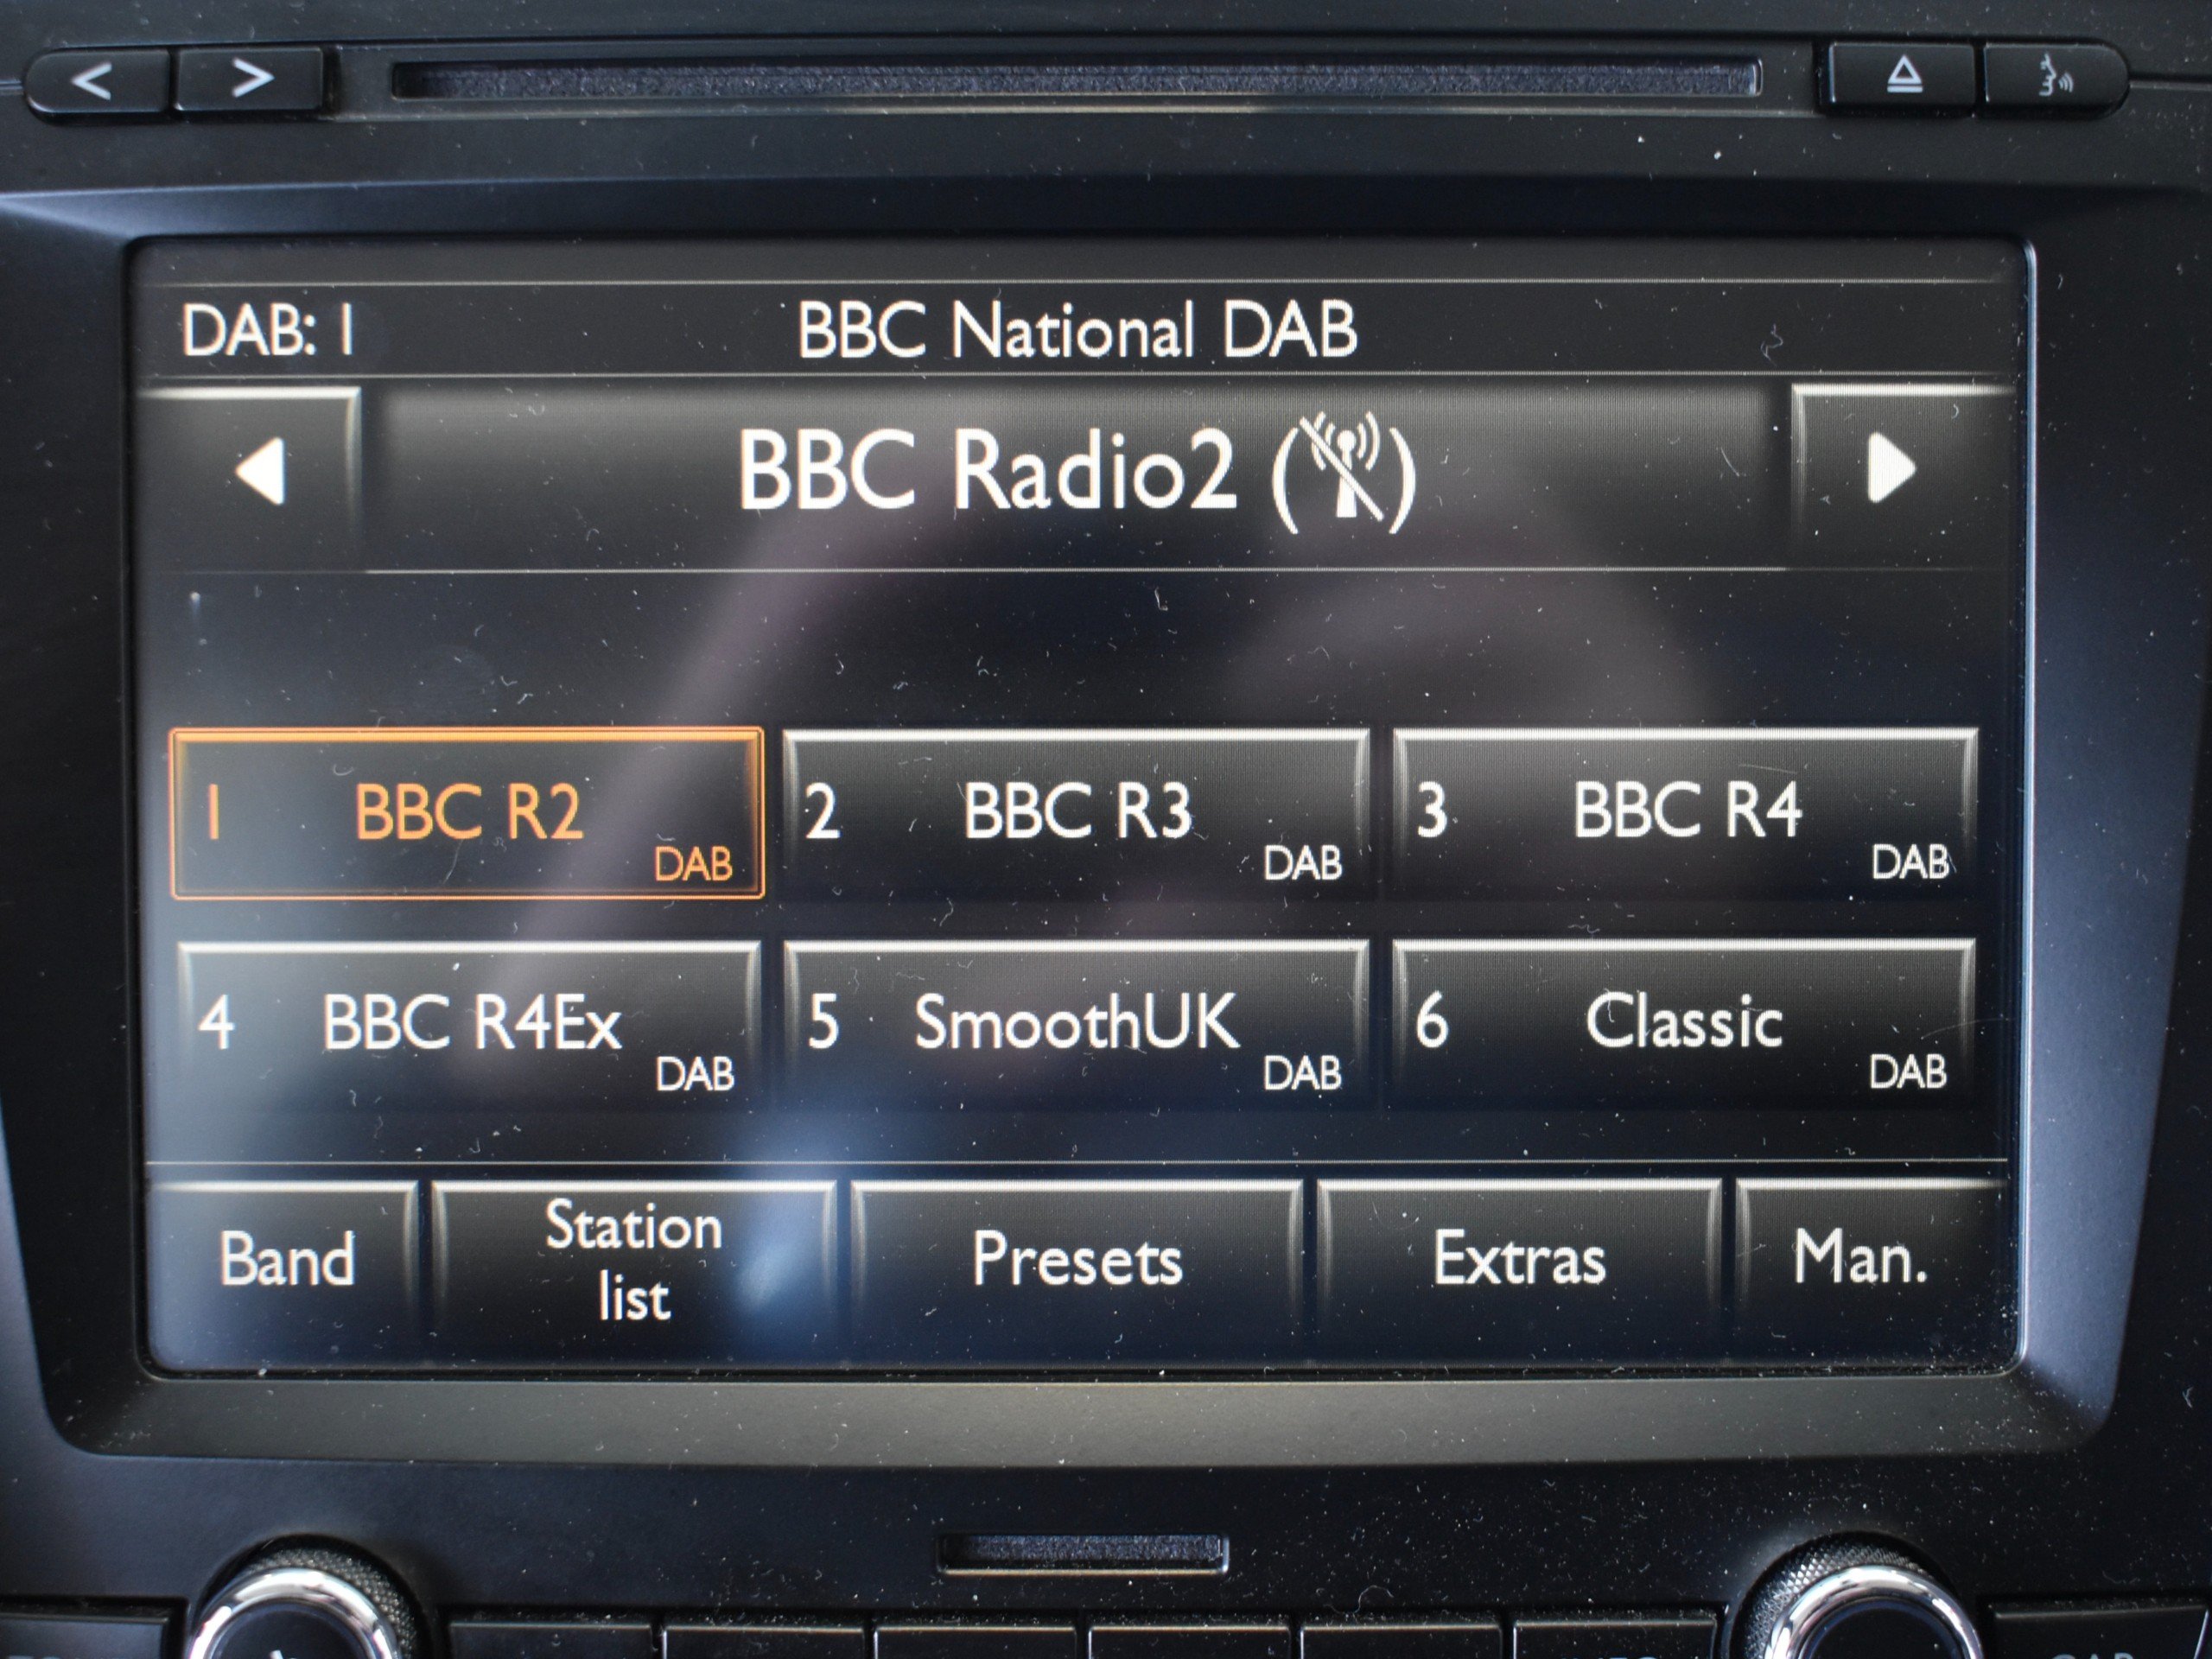 DAB: 1 BBC National DAB
BBC Radio2
1 BBC R2 DAB
2 BBC R3 DAB
3 BBC R4 DAB
4 BBC R4Ex DAB
5 SmoothUK DAB
6 Classic DAB
Band
Station
list
Presets
Extras
Man.